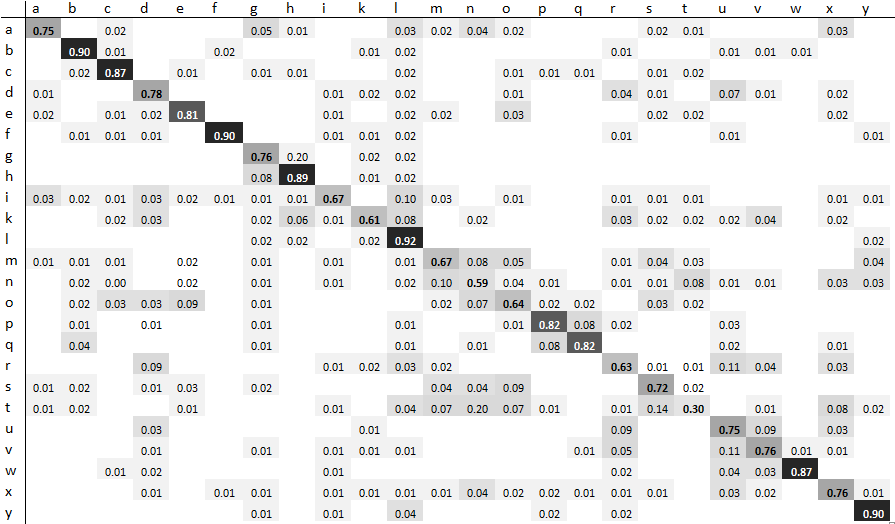 a b c d e f g h i k l m n o p q r s t u v w x y
a 0.75 0.02 0.05 0.01 0.03 0.02 0.04 0.02 0.02 0.01 0.03
b 0.90 0.01 0.02 0.01 0.02 0.01 0.01 0.01 0.01
c 0.02 0.87 0.01 0.01 0.01 0.02 0.01 0.01 0.01 0.01 0.02
d 0.01 0.78 0.01 0.02 0.02 0.01 0.04 0.01 0.07 0.01 0.02
e 0.02 0.01 0.02 0.81 0.01 0.02 0.02 0.03 0.02 0.02 0.02
f 0.01 0.01 0.01 0.90 0.01 0.01 0.02 0.01 0.01 0.01
g 0.76 0.20 0.02 0.02
h 0.08 0.89 0.01 0.02
i 0.03 0.02 0.01 0.03 0.02 0.01 0.01 0.01 0.67 0.10 0.03 0.01 0.01 0.01 0.01 0.01 0.01
k 0.02 0.03 0.02 0.06 0.01 0.61 0.08 0.02 0.03 0.02 0.02 0.02 0.04 0.02
l 0.02 0.02 0.02 0.92 0.02
m 0.01 0.01 0.01 0.02 0.01 0.01 0.01 0.67 0.08 0.05 0.01 0.04 0.03 0.04
n 0.02 0.00 0.02 0.01 0.01 0.02 0.10 0.59 0.04 0.01 0.01 0.01 0.08 0.01 0.01 0.03 0.03
o 0.02 0.03 0.03 0.09 0.01 0.02 0.07 0.64 0.02 0.02 0.03 0.02
p 0.01 0.01 0.01 0.01 0.01 0.82 0.08 0.02 0.03
q 0.04 0.01 0.01 0.01 0.08 0.82 0.02 0.01
r 0.09 0.01 0.02 0.03 0.02 0.63 0.01 0.01 0.11 0.04 0.03
s 0.01 0.02 0.01 0.03 0.02 0.04 0.04 0.09 0.72 0.02
t 0.01 0.02 0.01 0.01 0.04 0.07 0.20 0.07 0.01 0.01 0.14 0.30 0.01 0.08 0.02
u 0.03 0.01 0.09 0.75 0.09 0.03
v 0.01 0.01 0.01 0.01 0.01 0.01 0.05 0.11 0.76 0.01 0.01
w 0.01 0.02 0.01 0.02 0.04 0.03 0.87
x 0.01 0.01 0.01 0.01 0.01 0.01 0.01 0.04 0.02 0.02 0.01 0.01 0.01 0.01 0.03 0.02 0.76 0.01
y 0.01 0.01 0.04 0.02 0.02 0.90